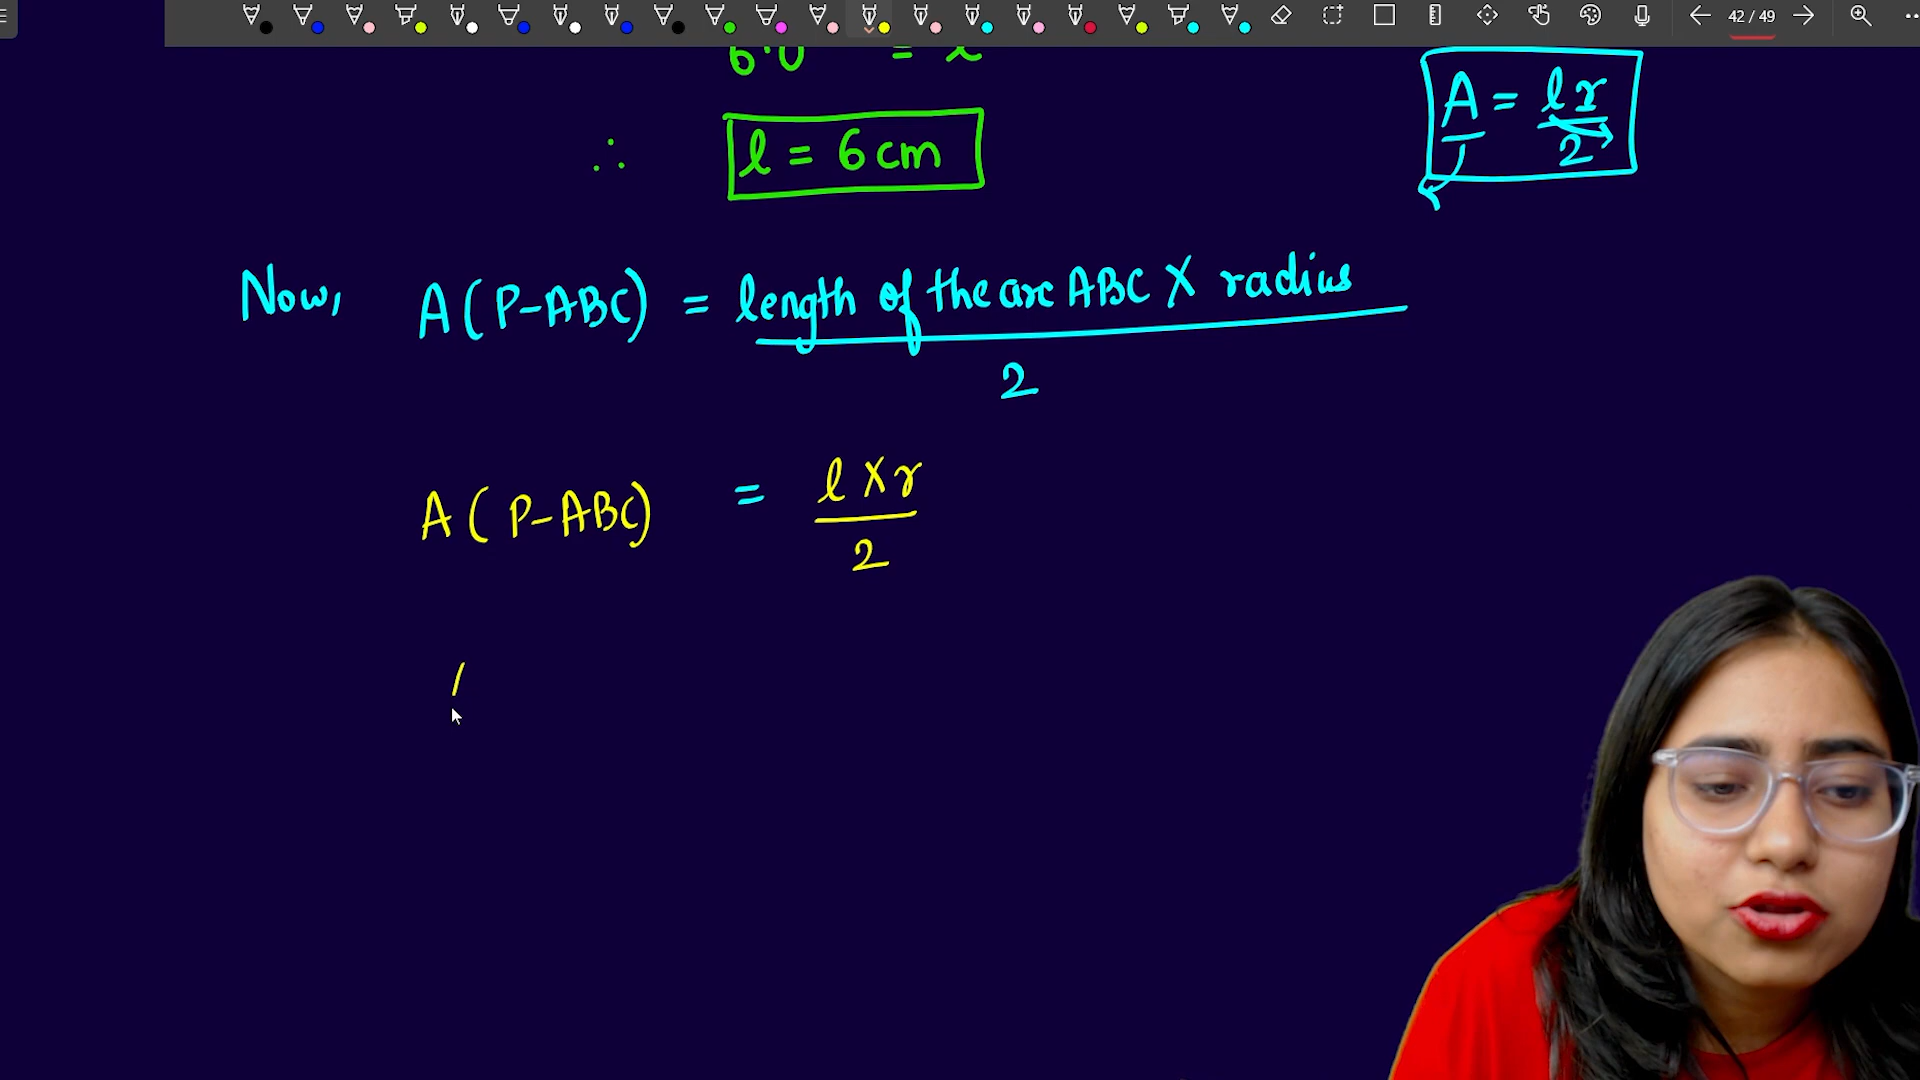 42 / 49
= l
A = lr/2
∴ l = 6 cm
Now, A (P-ABC) = length of the arc ABC X radius
2
A (P-ABC) = l X r
2